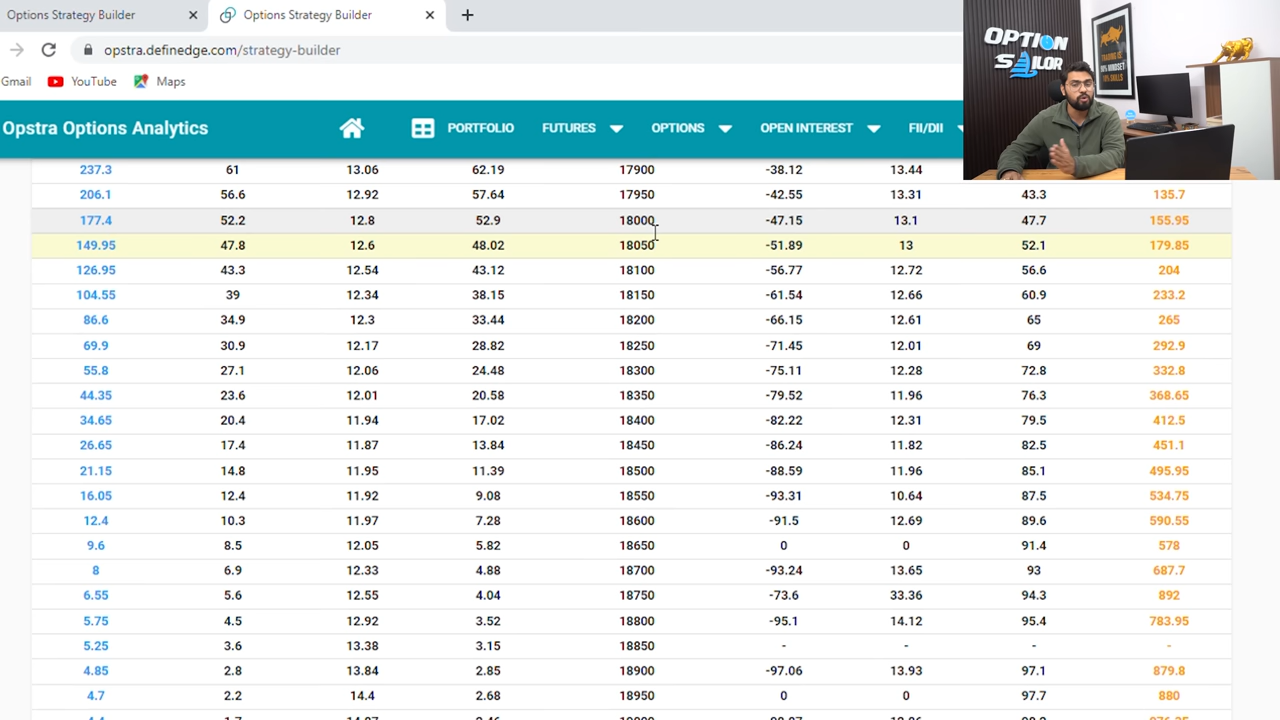 Options Strategy Builder
Options Strategy Builder
opstra.definedge.com/strategy-builder
Gmail YouTube Maps
OPTION
SAILOR
Opstra Options Analytics PORTFOLIO FUTURES OPTIONS OPEN INTEREST FII/DII
237.3 61 13.06 62.19 17900 -38.12 13.44
206.1 56.6 12.92 57.64 17950 -42.55 13.31 43.3 135.7
177.4 52.2 12.8 52.9 18000 -47.15 13.1 47.7 155.95
149.95 47.8 12.6 48.02 18050 -51.89 13 52.1 179.85
126.95 43.3 12.54 43.12 18100 -56.77 12.72 56.6 204
104.55 39 12.34 38.15 18150 -61.54 12.66 60.9 233.2
86.6 34.9 12.3 33.44 18200 -66.15 12.61 65 265
69.9 30.9 12.17 28.82 18250 -71.45 12.01 69 292.9
55.8 27.1 12.06 24.48 18300 -75.11 12.28 72.8 332.8
44.35 23.6 12.01 20.58 18350 -79.52 11.96 76.3 368.65
34.65 20.4 11.94 17.02 18400 -82.22 12.31 79.5 412.5
26.65 17.4 11.87 13.84 18450 -86.24 11.82 82.5 451.1
21.15 14.8 11.95 11.39 18500 -88.59 11.96 85.1 495.95
16.05 12.4 11.92 9.08 18550 -93.31 10.64 87.5 534.75
12.4 10.3 11.97 7.28 18600 -91.5 12.69 89.6 590.55
9.6 8.5 12.05 5.82 18650 0 0 91.4 578
8 6.9 12.33 4.88 18700 -93.24 13.65 93 687.7
6.55 5.6 12.55 4.04 18750 -73.6 33.36 94.3 892
5.75 4.5 12.92 3.52 18800 -95.1 14.12 95.4 783.95
5.25 3.6 13.38 3.15 18850 - - - -
4.85 2.8 13.84 2.85 18900 -97.06 13.93 97.1 879.8
4.7 2.2 14.4 2.68 18950 0 0 97.7 880